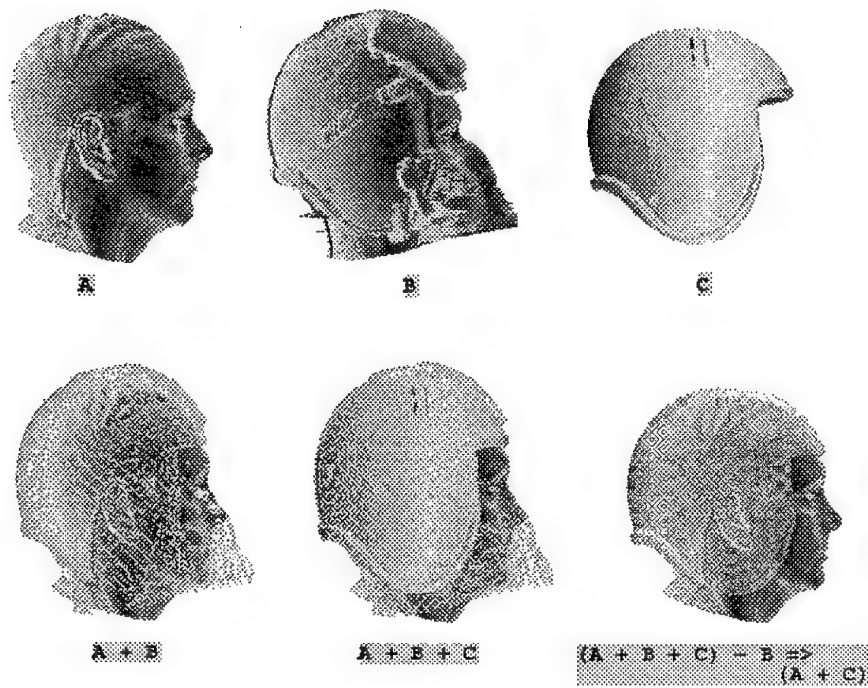 A
B
C
A + B
A + B + C
(A + B + C) - B =>
(A + C)